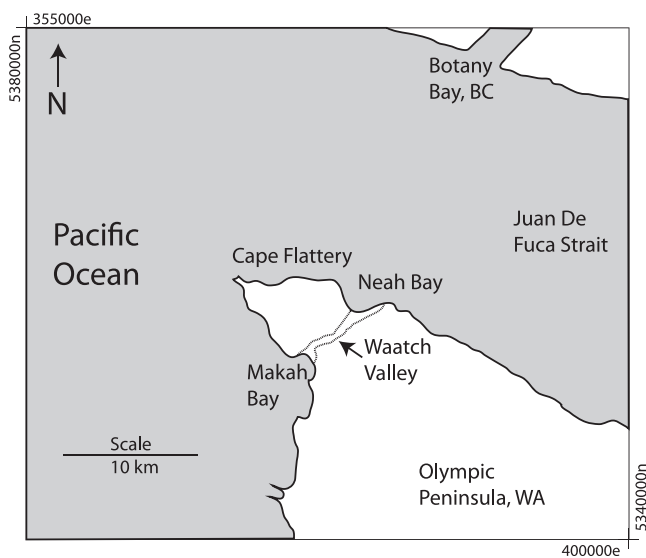 355000e
5380000n
N
Botany
Bay, BC
Juan De
Fuca Strait
Pacific
Ocean
Cape Flattery
Neah Bay
Waatch
Valley
Makah
Bay
Scale
10 km
Olympic
Peninsula, WA
5340000n
400000e